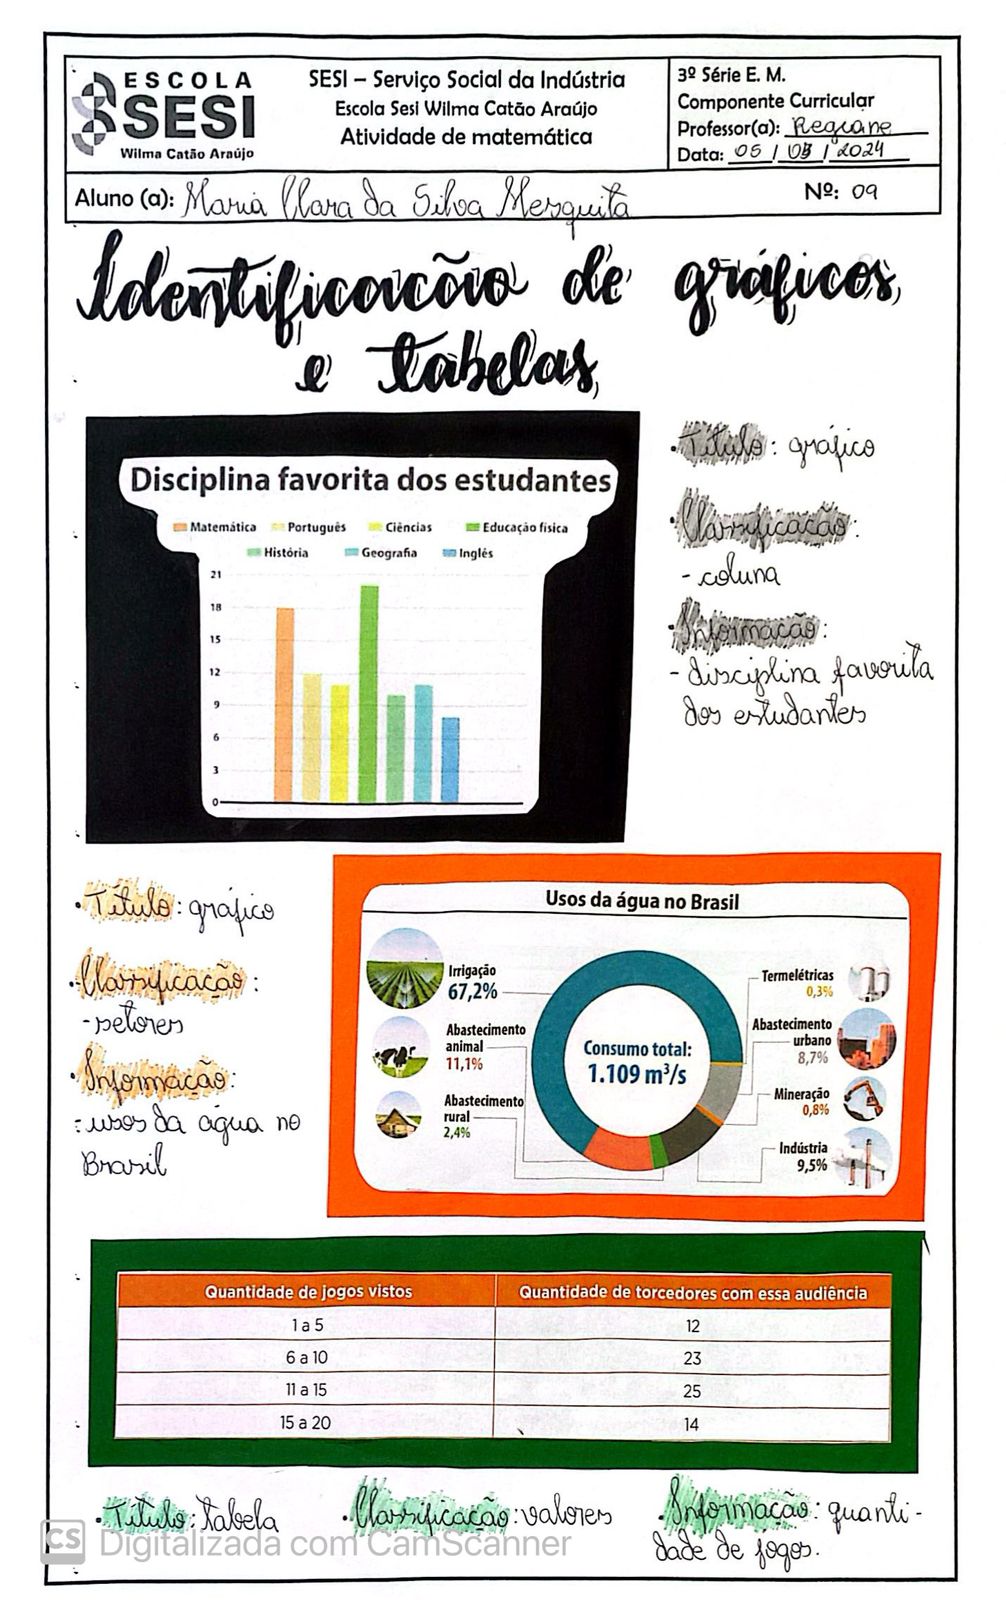 ESCOLA
SESI
Wilma Catão Araújo
SESI – Serviço Social da Indústria
Escola Sesi Wilma Catão Araújo
Atividade de matemática
3º Série E. M.
Componente Curricular
Professor(a): Regiane
Data: 05 / 03 / 2024
Aluno (a): Maria Clara da Silva Mesquita
Nº: 09
Identificação de gráficos
e tabelas
Disciplina favorita dos estudantes
Matemática Português Ciências Educação física
História Geografia Inglês
21
18
15
12
9
6
3
0
• Título: gráfico
• Classificação:
- coluna
• Informação:
- disciplina favorita
dos estudantes
• Título: gráfico
• Classificação:
- setores
• Informação:
- usos da água no
Brasil
Usos da água no Brasil
Irrigação
67,2%
Abastecimento
animal
11,1%
Abastecimento
rural
2,4%
Consumo total:
1.109 m³/s
Termelétricas
0,3%
Abastecimento
urbano
8,7%
Mineração
0,8%
Indústria
9,5%
Quantidade de jogos vistos Quantidade de torcedores com essa audiência
1 a 5 12
6 a 10 23
11 a 15 25
15 a 20 14
• Título: tabela • Classificação: valores • Informação: quanti-
dade de jogos.
CS Digitalizada com CamScanner